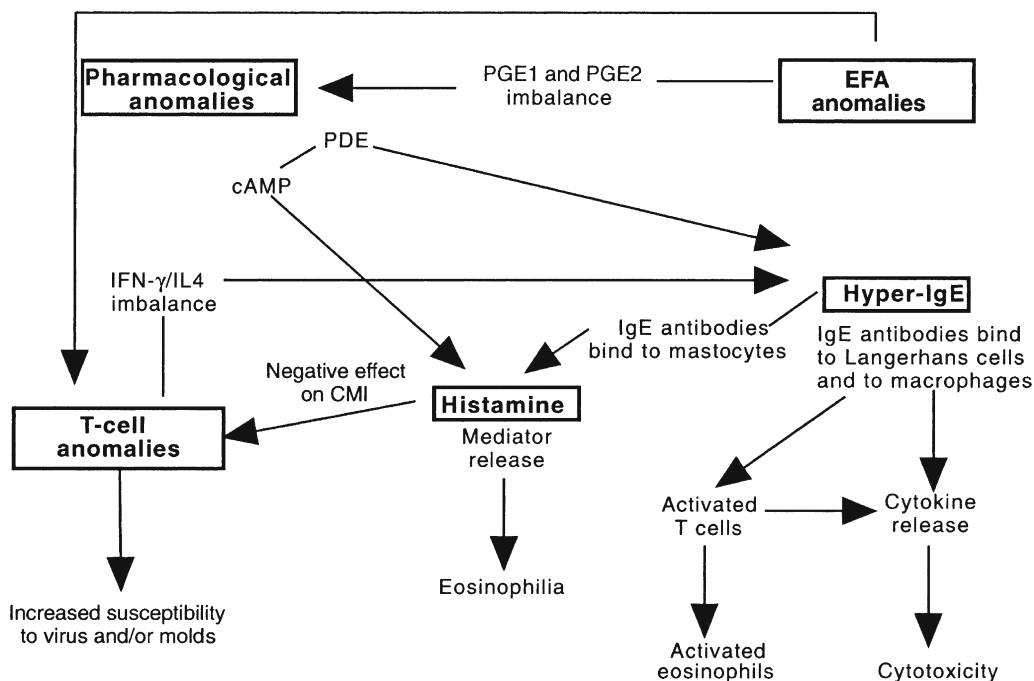 Pharmacological
anomalies
PGE1 and PGE2
imbalance
EFA
anomalies
PDE
cAMP
IFN-γ/IL4
imbalance
Hyper-IgE
IgE antibodies
bind to mastocytes
IgE antibodies bind
to Langerhans cells
and to macrophages
Negative effect
on CMI
Histamine
Mediator
release
T-cell
anomalies
Activated
T cells
Cytokine
release
Eosinophilia
Increased susceptibility
to virus and/or molds
Activated
eosinophils
Cytotoxicity